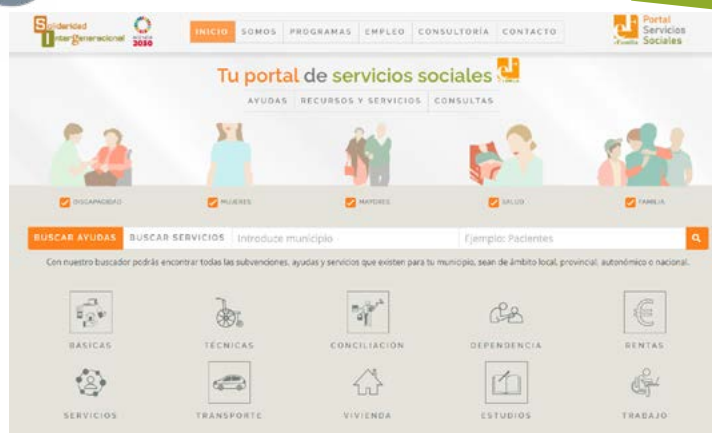 Solidaridad
Intergeneracional
AGENDA
2030
INICIO SOMOS PROGRAMAS EMPLEO CONSULTORÍA CONTACTO
Portal
Servicios
Sociales
eFamilia
Tu portal de servicios sociales
AYUDAS RECURSOS Y SERVICIOS CONSULTAS
DISCAPACIDAD MUJERES MAYORES SALUD FAMILIA
BUSCAR AYUDAS BUSCAR SERVICIOS Introduce municipio Ejemplo: Pacientes
Con nuestro buscador podrás encontrar todas las subvenciones, ayudas y servicios que existen para tu municipio, sean de ámbito local, provincial, autonómico o nacional.
BÁSICAS TÉCNICAS CONCILIACIÓN DEPENDENCIA RENTAS
SERVICIOS TRANSPORTE VIVIENDA ESTUDIOS TRABAJO